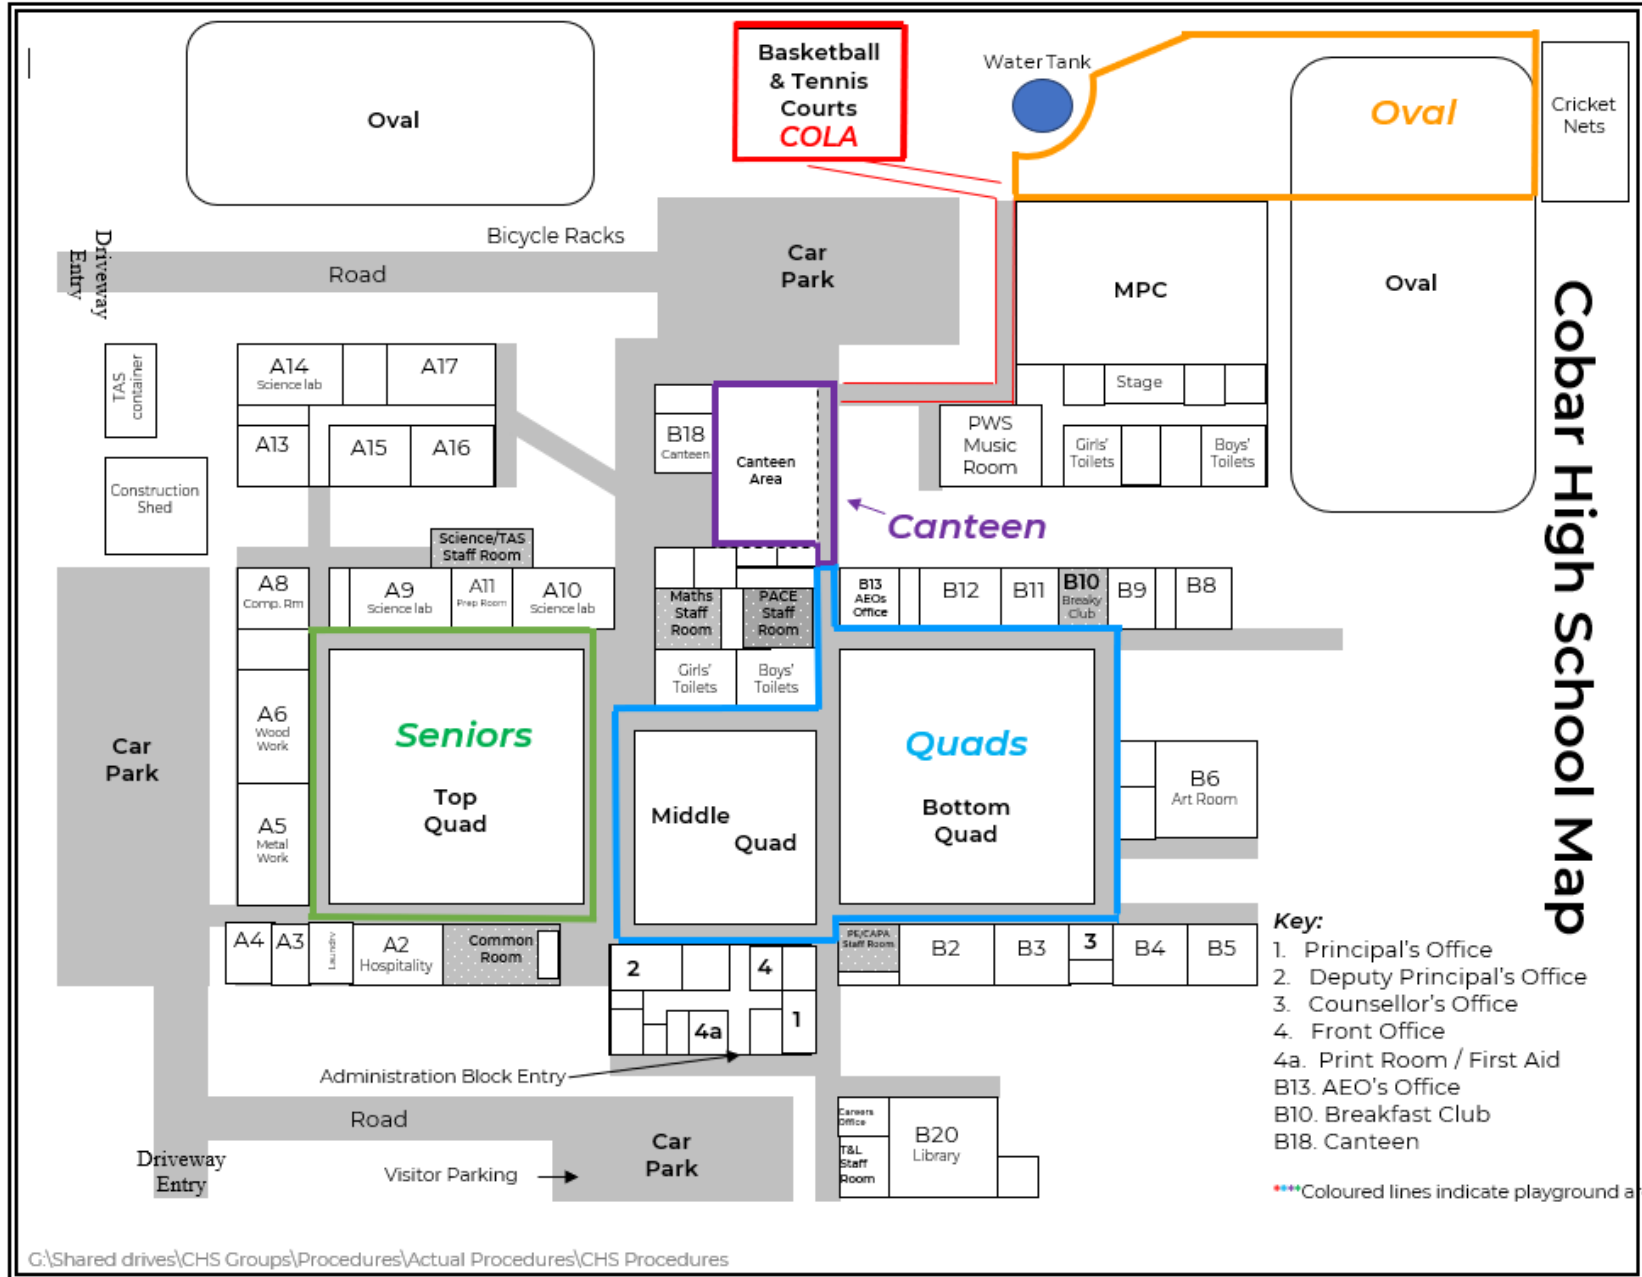 Basketball
& Tennis
Courts
COLA
Water Tank
Oval
Oval
Cricket
Nets
Bicycle Racks
Driveway
Entry
Road
Car
Park
MPC
Oval
Cobar High School Map
TAS
container
A14
Science lab
A17
Stage
A13
A15
A16
B18
Canteen
Canteen
Area
PWS
Music
Room
Girls'
Toilets
Boys'
Toilets
Construction
Shed
Canteen
Science/TAS
Staff Room
A8
Comp. Rm
A9
Science lab
A11
Prep Room
A10
Science lab
Maths
Staff
Room
PACE
Staff
Room
B13
AEOs
Office
B12
B11
B10
Breaky
Club
B9
B8
Girls'
Toilets
Boys'
Toilets
A6
Wood
Work
Seniors
Quads
Car
Park
Top
Quad
Middle
Quad
Bottom
Quad
B6
Art Room
A5
Metal
Work
A4
A3
Laundry
A2
Hospitality
Common
Room
PE/CAPA
Staff Room
B2
B3
3
B4
B5
2
4
4a
1
Administration Block Entry
Road
Car
Park
Visitor Parking
Driveway
Entry
Careers
Office
T&L
Staff
Room
B20
Library
Key:
1. Principal's Office
2. Deputy Principal's Office
3. Counsellor's Office
4. Front Office
4a. Print Room / First Aid
B13. AEO's Office
B10. Breakfast Club
B18. Canteen
****Coloured lines indicate playground a
G:\Shared drives\CHS Groups\Procedures\Actual Procedures\CHS Procedures